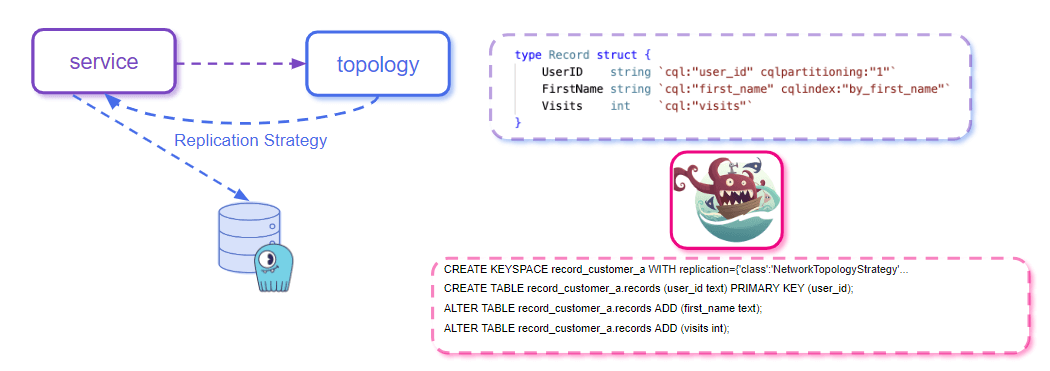 service
topology
Replication Strategy
type Record struct {
UserID string `cql:"user_id" cqlpartitioning:"1"`
FirstName string `cql:"first_name" cqlindex:"by_first_name"`
Visits int `cql:"visits"`
}
CREATE KEYSPACE record_customer_a WITH replication={'class':'NetworkTopologyStrategy'...
CREATE TABLE record_customer_a.records (user_id text) PRIMARY KEY (user_id);
ALTER TABLE record_customer_a.records ADD (first_name text);
ALTER TABLE record_customer_a.records ADD (visits int);